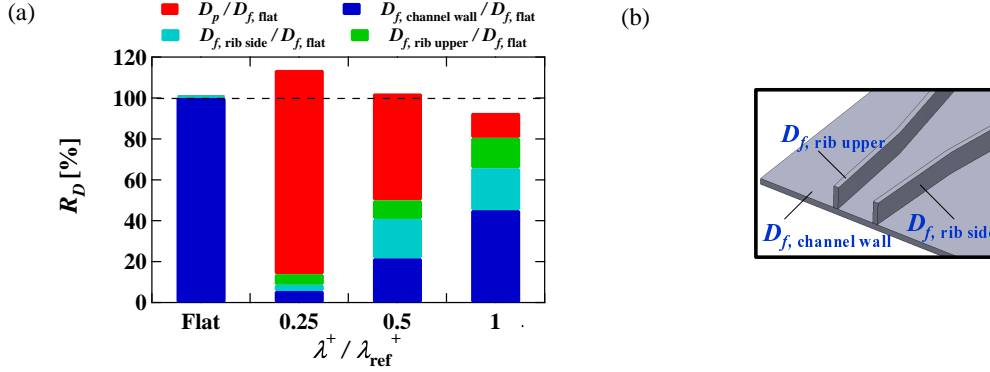 (a)
D_p / D_f, flat
D_f, channel wall / D_f, flat
D_f, rib side / D_f, flat
D_f, rib upper / D_f, flat
120
100
80
60
40
20
0
R_D [%]
Flat 0.25 0.5 1
λ^+ / λ_ref^+
(b)
D_f, rib upper
D_f, channel wall
D_f, rib side